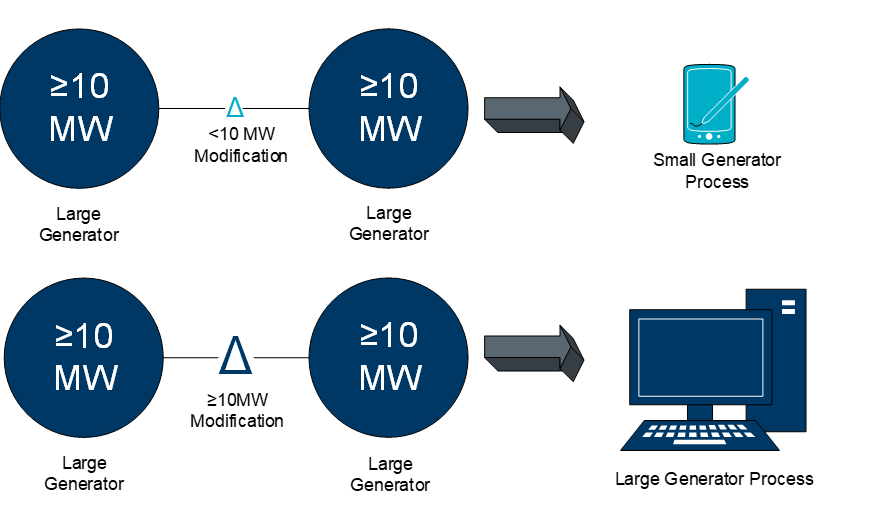 ≥10
MW
Δ
<10 MW
Modification
≥10
MW
Large
Generator
Large
Generator
Small Generator
Process
≥10
MW
Δ
≥10MW
Modification
≥10
MW
Large
Generator
Large
Generator
Large Generator Process